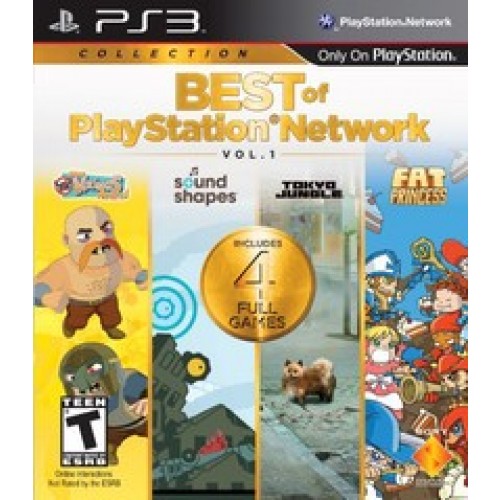 PS3
PlayStation®Network
COLLECTION
Only On PlayStation
BEST of
PlayStation®Network
VOL. 1
sound
shapes
TOKYO
JUNGLE
FAT
PRINCESS
INCLUDES
4
FULL
GAMES
TEEN
T
ESRB
Online Interactions
Not Rated by the ESRB
SONY